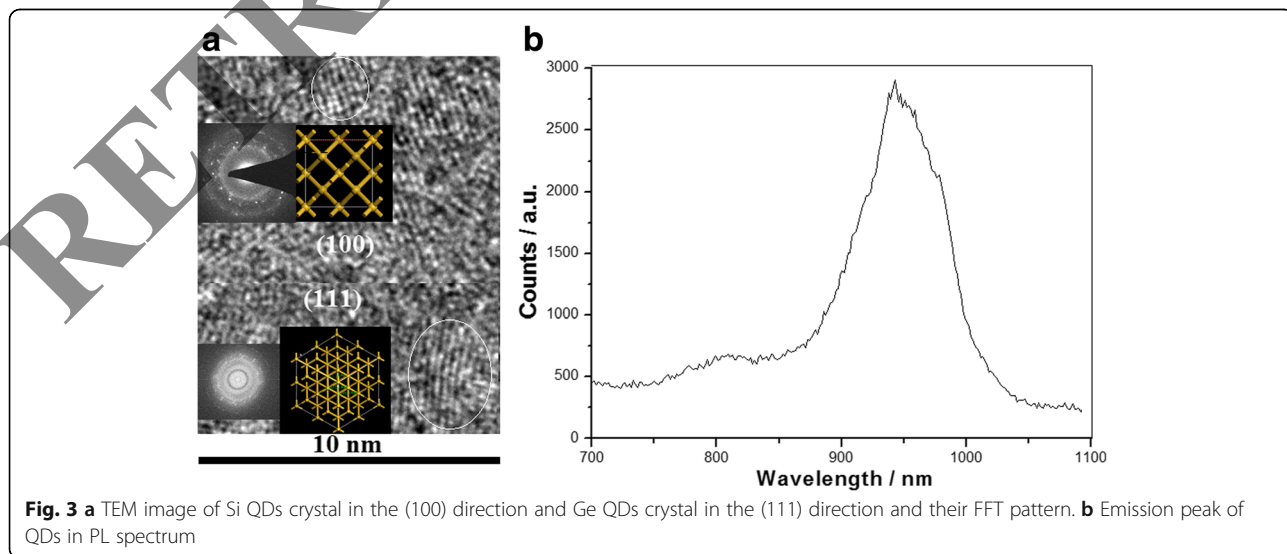 RETR
a
b
(100)
(111)
10 nm
3000
2500
2000
1500
1000
500
0
Counts / a.u.
700
800
900
1000
1100
Wavelength / nm
Fig. 3 a TEM image of Si QDs crystal in the (100) direction and Ge QDs crystal in the (111) direction and their FFT pattern. b Emission peak of
QDs in PL spectrum